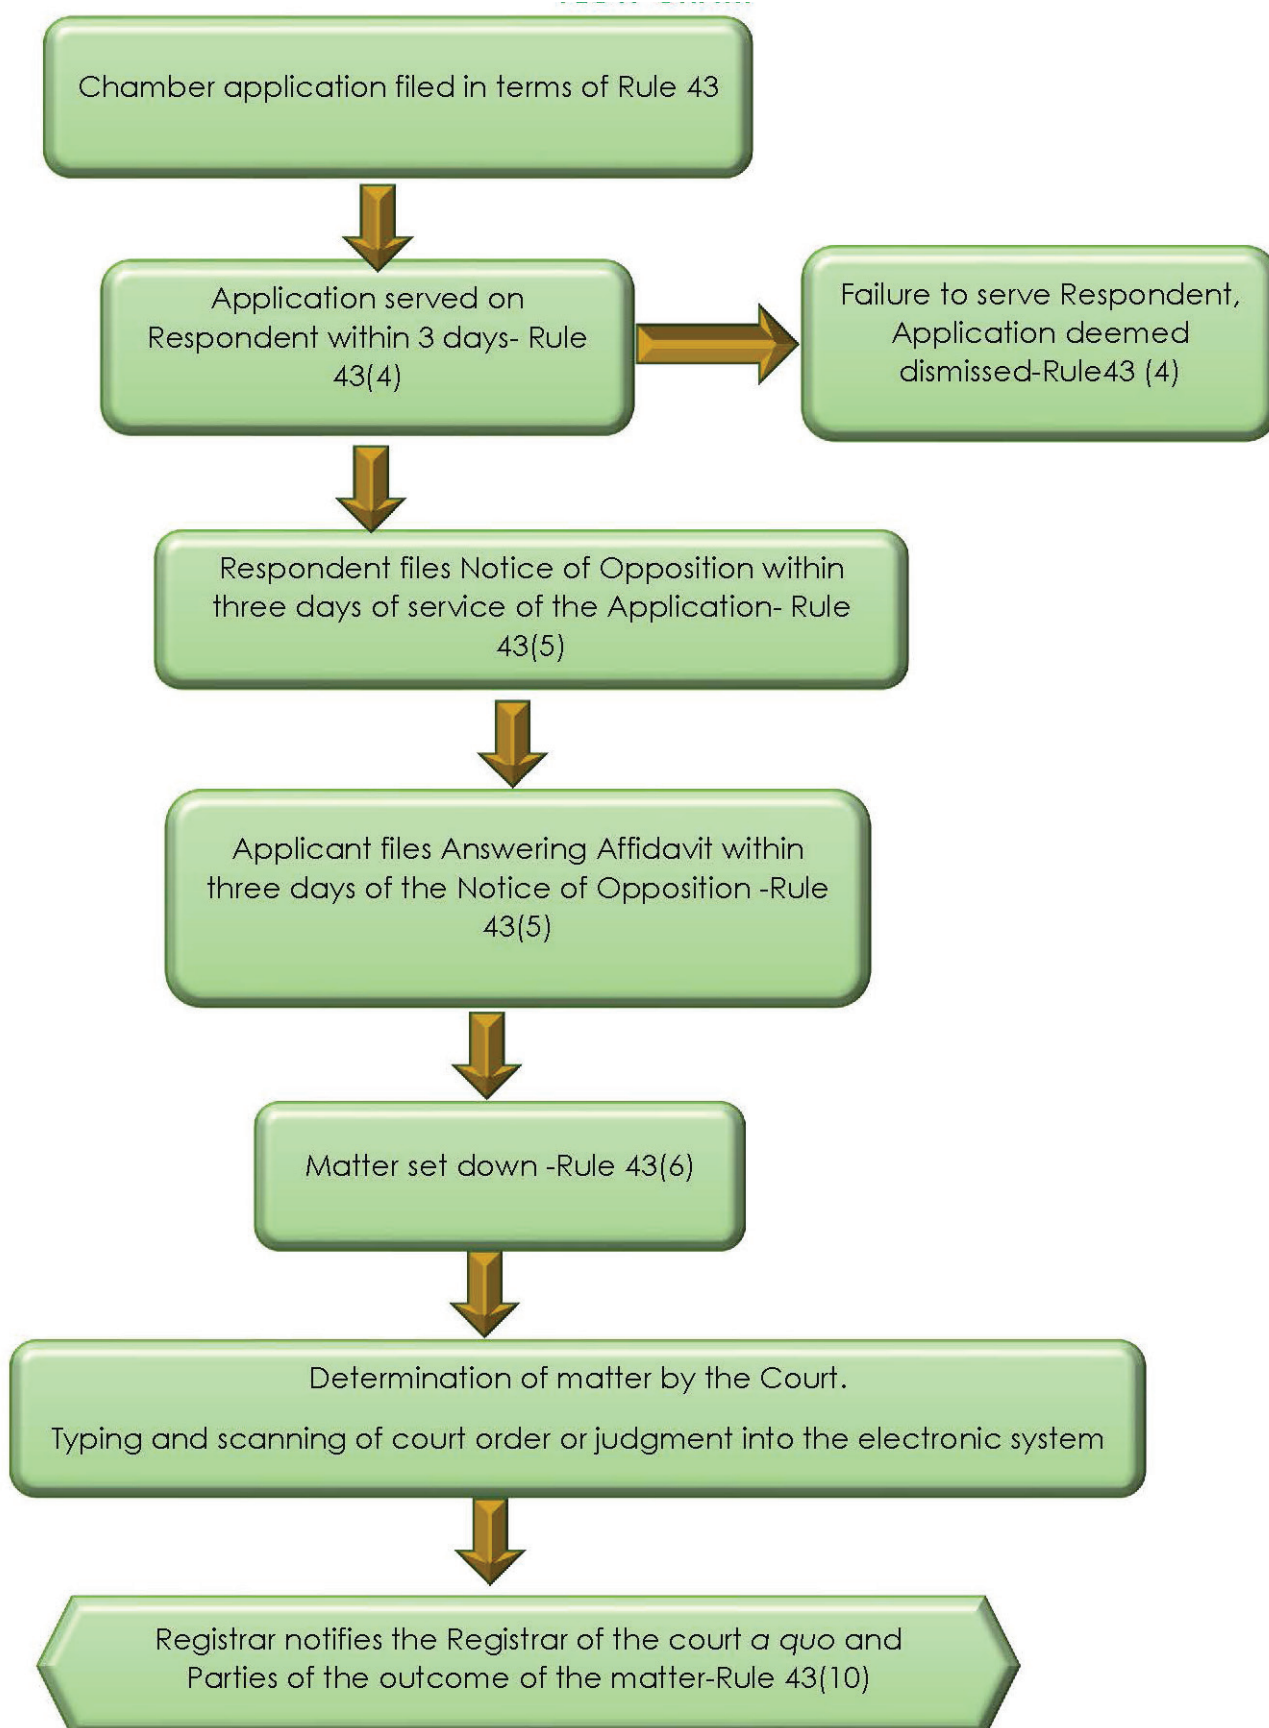 Chamber application filed in terms of Rule 43
Application served on
Respondent within 3 days- Rule
43(4)
Failure to serve Respondent,
Application deemed
dismissed-Rule43 (4)
Respondent files Notice of Opposition within
three days of service of the Application- Rule
43(5)
Applicant files Answering Affidavit within
three days of the Notice of Opposition -Rule
43(5)
Matter set down -Rule 43(6)
Determination of matter by the Court.
Typing and scanning of court order or judgment into the electronic system
Registrar notifies the Registrar of the court a quo and
Parties of the outcome of the matter-Rule 43(10)